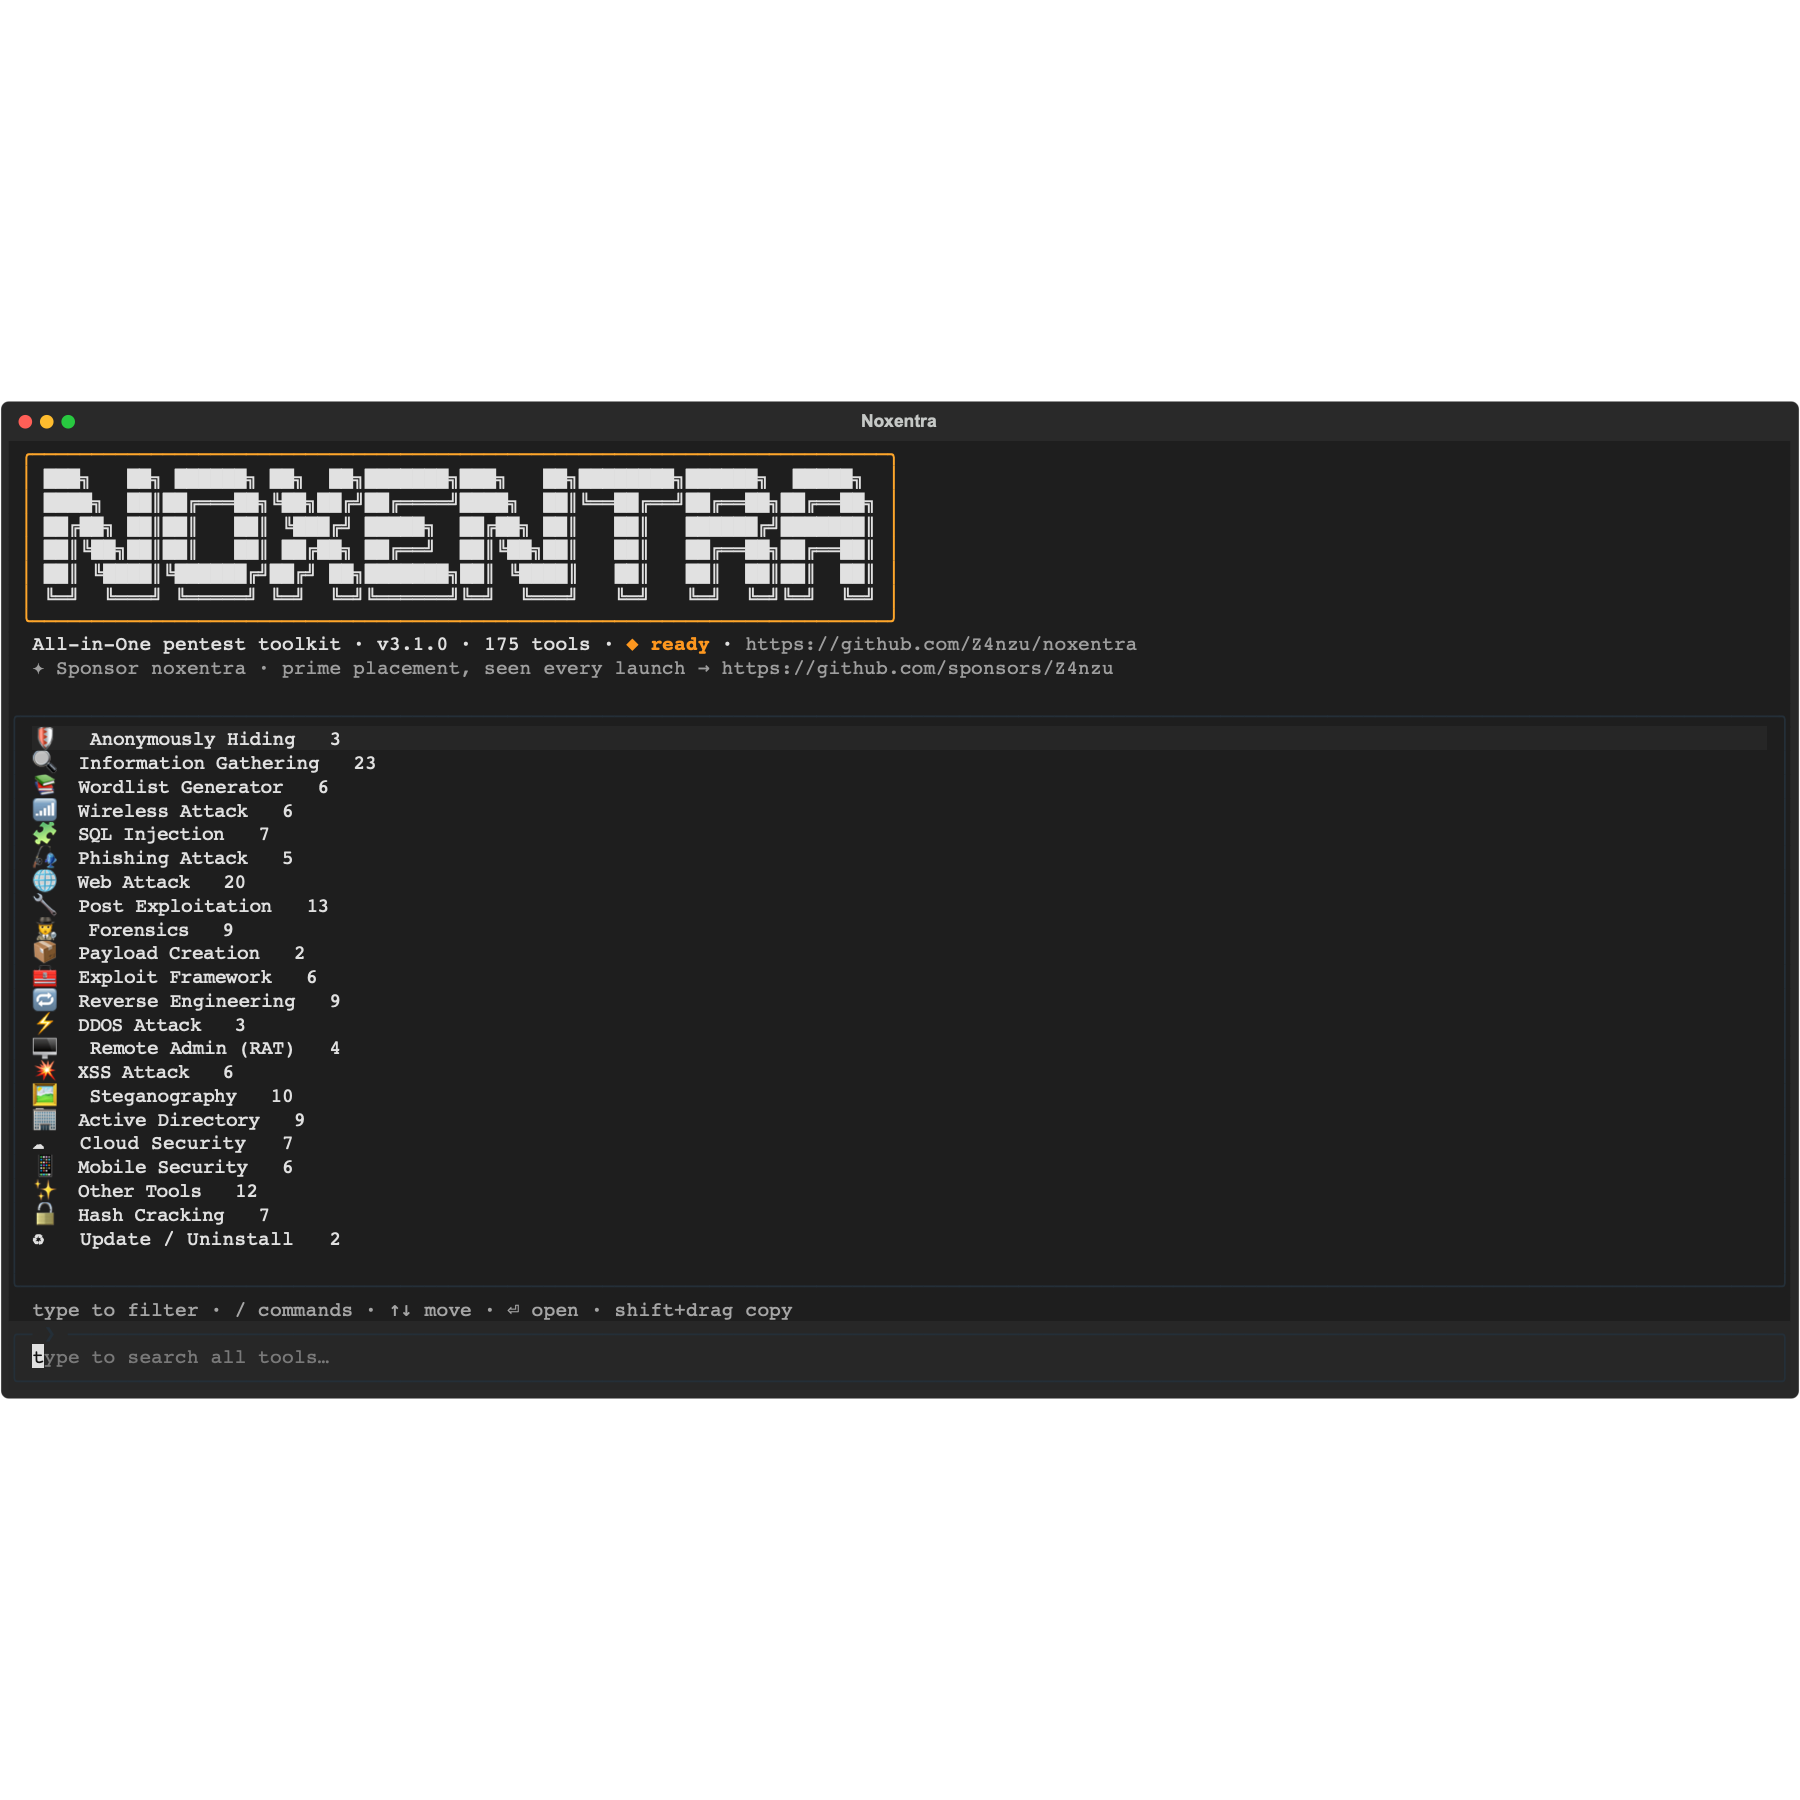 Noxentra
NOXENTRA
All-in-One pentest toolkit · v3.1.0 · 175 tools · ◆ ready · https://github.com/Z4nzu/noxentra
✦ Sponsor noxentra · prime placement, seen every launch → https://github.com/sponsors/Z4nzu
Anonymously Hiding 3
Information Gathering 23
Wordlist Generator 6
Wireless Attack 6
SQL Injection 7
Phishing Attack 5
Web Attack 20
Post Exploitation 13
Forensics 9
Payload Creation 2
Exploit Framework 6
Reverse Engineering 9
DDOS Attack 3
Remote Admin (RAT) 4
XSS Attack 6
Steganography 10
Active Directory 9
Cloud Security 7
Mobile Security 6
Other Tools 12
Hash Cracking 7
Update / Uninstall 2
type to filter · / commands · ↑↓ move · ⏎ open · shift+drag copy
type to search all tools…